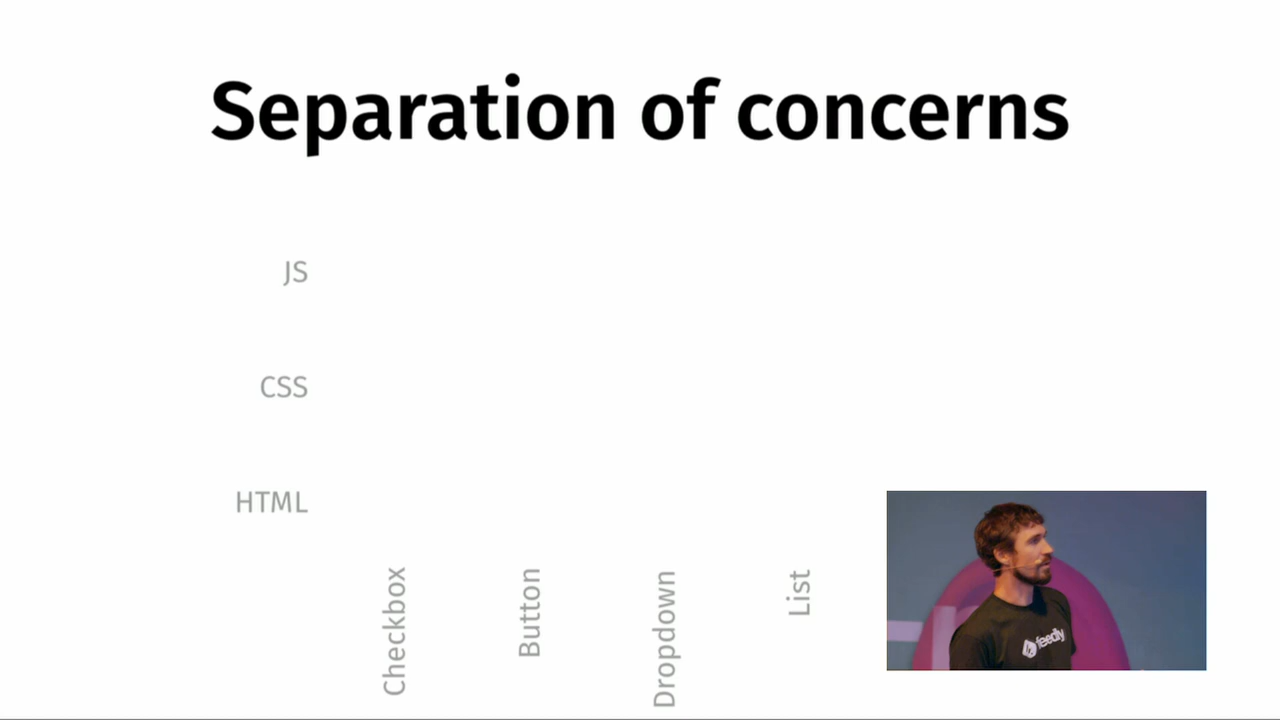 Separation of concerns
JS
CSS
HTML
Checkbox
Button
Dropdown
List
feedly